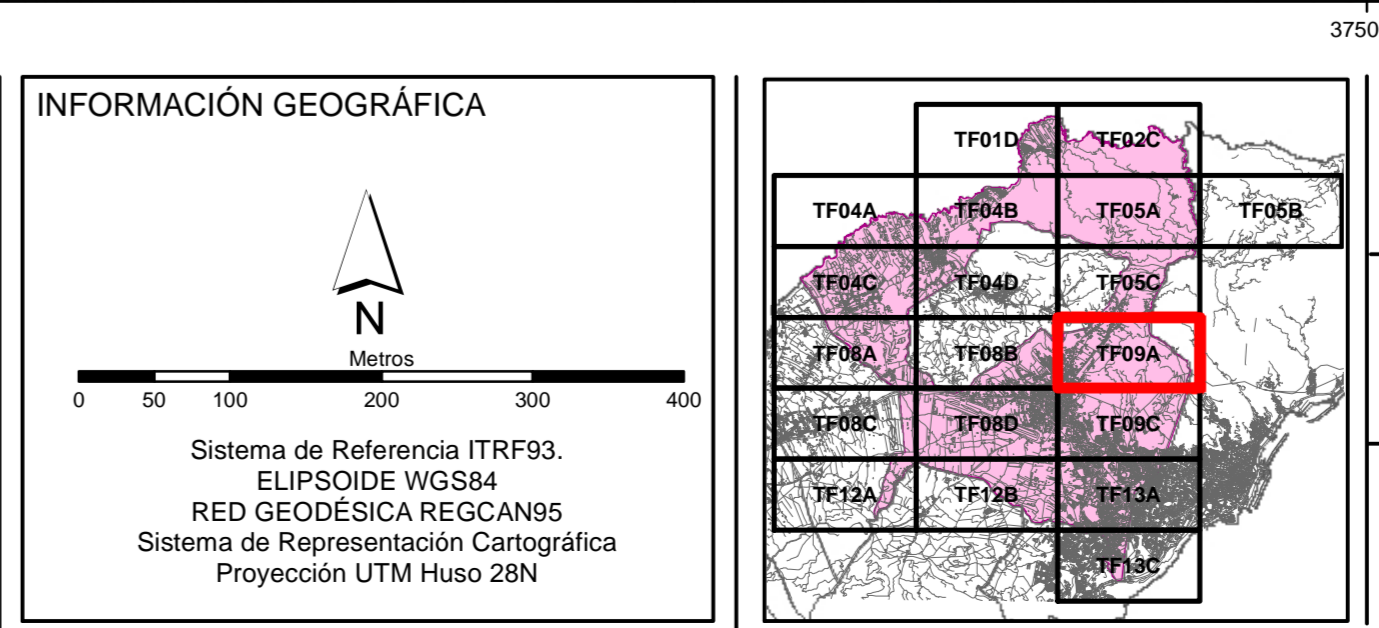 3750
INFORMACIÓN GEOGRÁFICA
N
Metros
0 50 100 200 300 400
Sistema de Referencia ITRF93.
ELIPSOIDE WGS84
RED GEODÉSICA REGCAN95
Sistema de Representación Cartográfica
Proyección UTM Huso 28N
TF01D TF02C
TF04A TF04B TF05A TF05B
TF04C TF04D TF05C
TF08A TF08B TF09A
TF08C TF08D TF09C
TF12A TF12B TF13A
TF13C